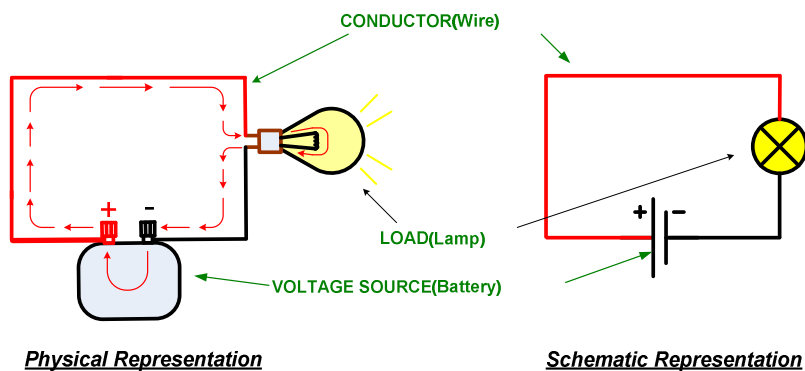 CONDUCTOR(Wire)
+ -
+ -
LOAD(Lamp)
VOLTAGE SOURCE(Battery)
Physical Representation
Schematic Representation